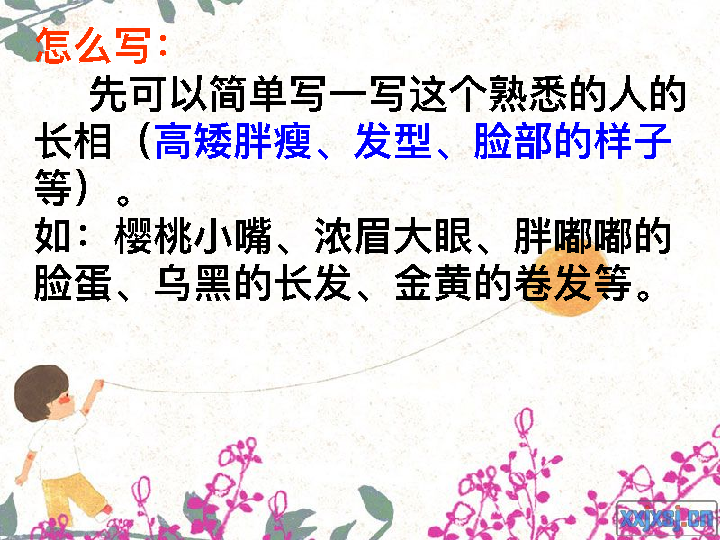 怎么写：
先可以简单写一写这个熟悉的人的
长相（高矮胖瘦、发型、脸部的样子
等）。
如：樱桃小嘴、浓眉大眼、胖嘟嘟的
脸蛋、乌黑的长发、金黄的卷发等。
xxjxsj.cn